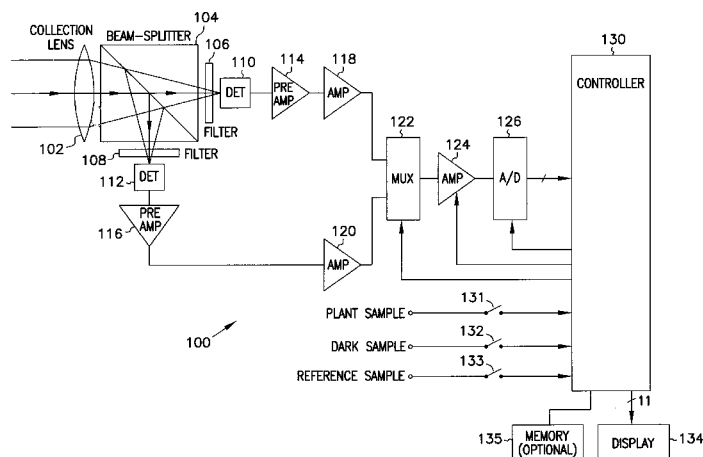 COLLECTION
LENS
BEAM-SPLITTER
104
106
110
114
118
130
CONTROLLER
DET
PRE
AMP
AMP
122
126
124
MUX
AMP
A/D
102
108
FILTER
FILTER
112
DET
PRE
AMP
116
120
AMP
131
PLANT SAMPLE
132
DARK SAMPLE
133
REFERENCE SAMPLE
100
11
135
MEMORY
(OPTIONAL)
DISPLAY
134